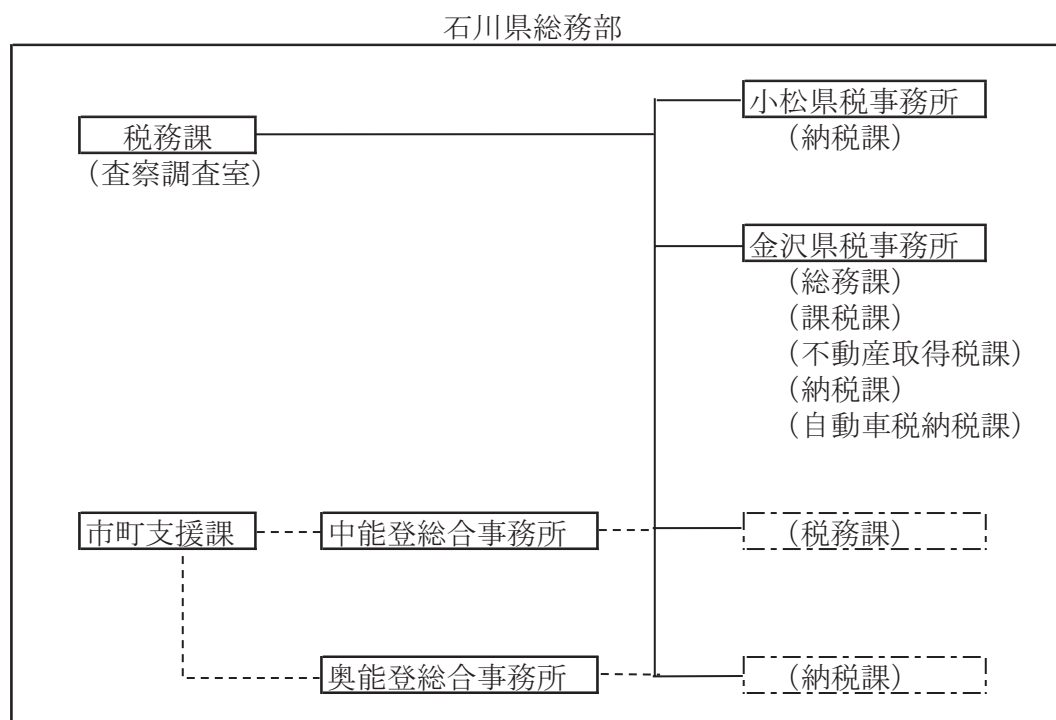 石川県総務部
税務課
（査察調査室）
小松県税事務所
（納税課）
金沢県税事務所
（総務課）
（課税課）
（不動産取得税課）
（納税課）
（自動車税納税課）
市町支援課
中能登総合事務所
（税務課）
奥能登総合事務所
（納税課）